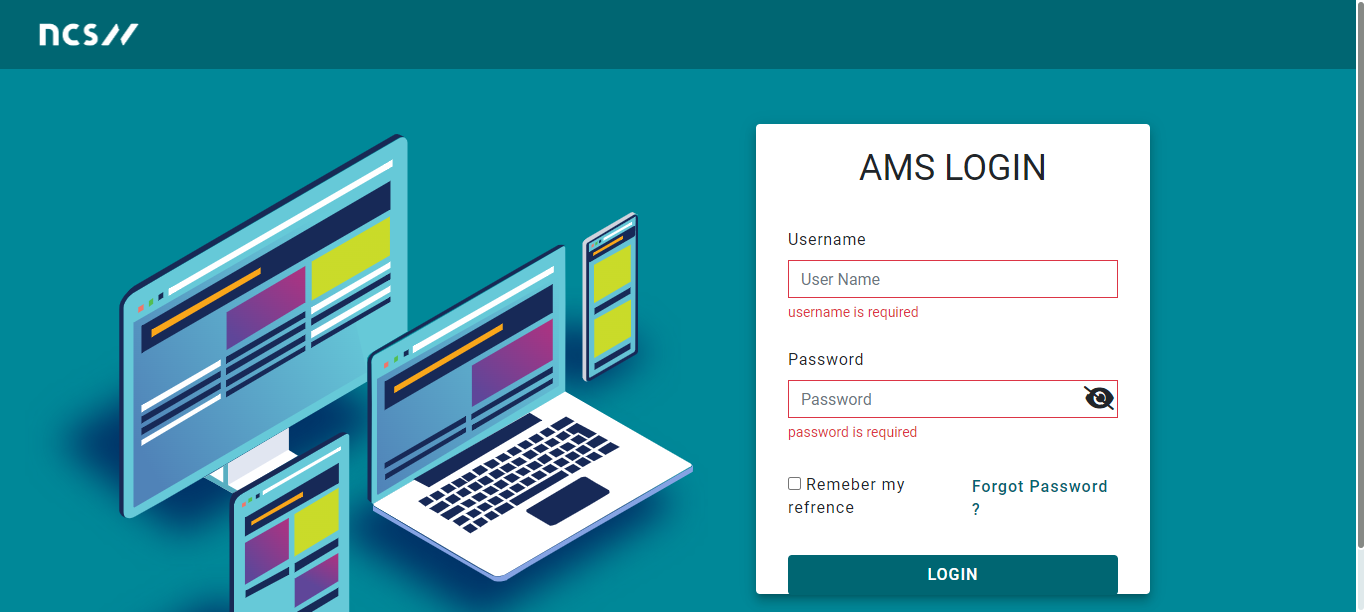 ncs//
AMS LOGIN
Username
User Name
username is required
Password
Password
password is required
Remeber my
refrence
Forgot Password
?
LOGIN